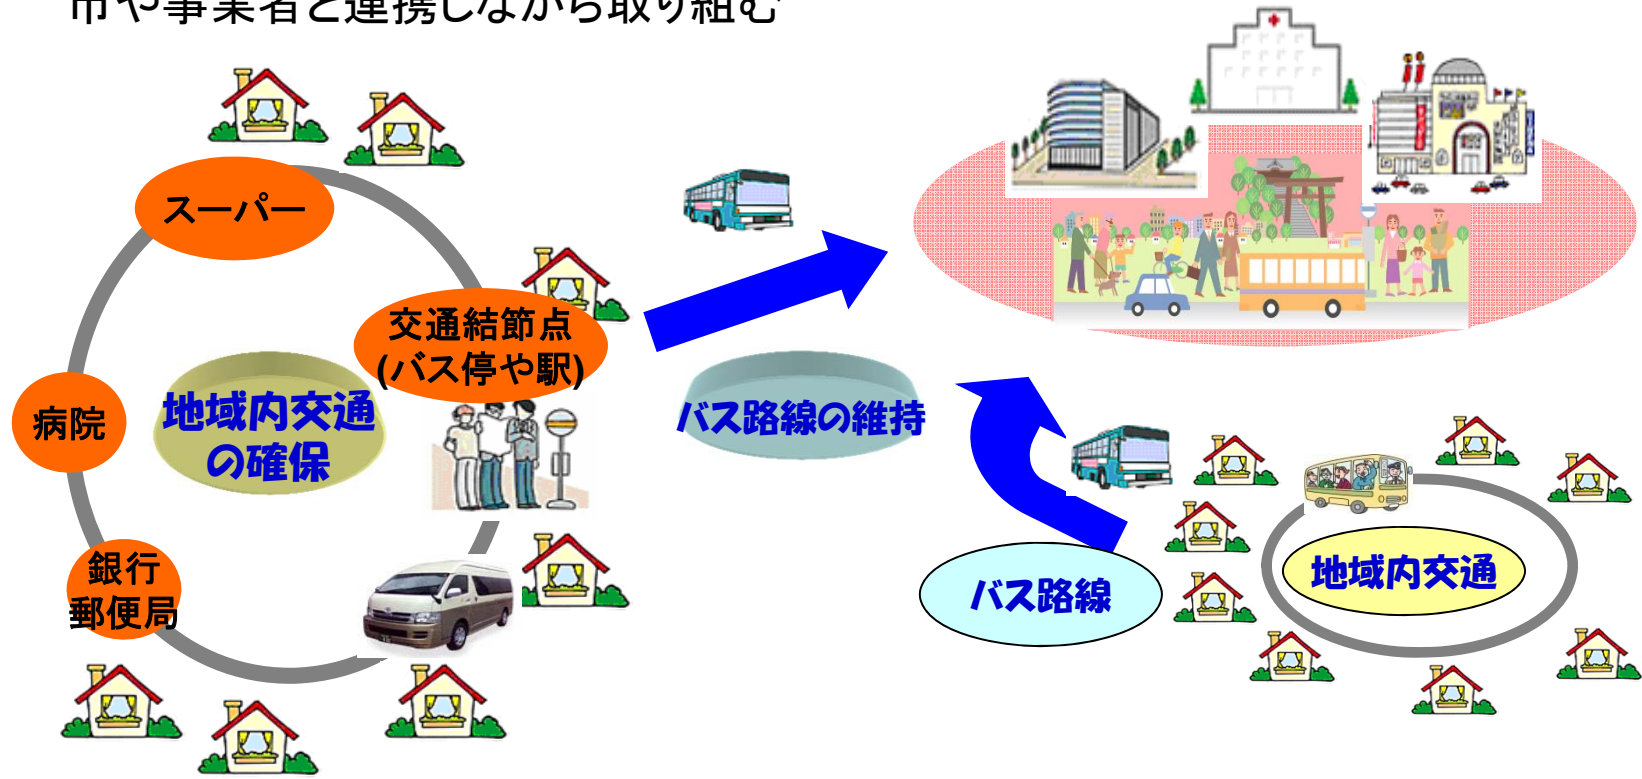 市や事業者と連携しながら取り組む
スーパー
交通結節点
(バス停や駅)
病院
地域内交通
の確保
銀行
郵便局
バス路線の維持
バス路線
地域内交通